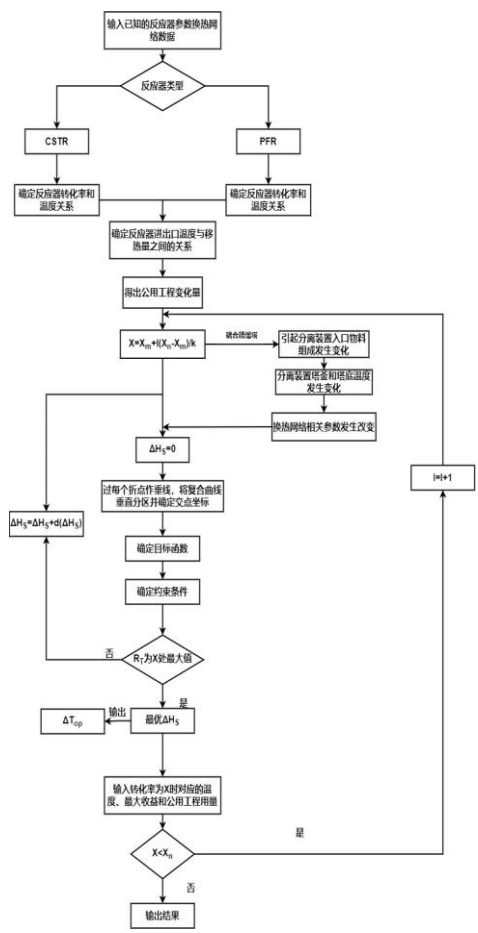 输入已知的反应器参数换热网
络数据
反应器类型
CSTR
PFR
确定反应器转化率和
温度关系
确定反应器转化率和
温度关系
确定反应器进出口温度与移
热量之间的关系
得出公用工程变化量
X=Xm+I(Xn-Xm)/k
耦合精馏塔
引起分离装置入口物料
组成发生变化
分离装置塔釜和塔底温度
发生变化
换热网络相关参数发生改变
ΔHS=0
I=I+1
过每个折点作垂线，将复合曲线
垂直分区并确定交点坐标
ΔHS=ΔHS+d(ΔHS)
确定目标函数
确定约束条件
否
RT为X处最大值
是
ΔTop
输出
最优ΔHS
输入转化率为X时对应的温
度、最大收益和公用工程用量
是
X<Xn
否
输出结果